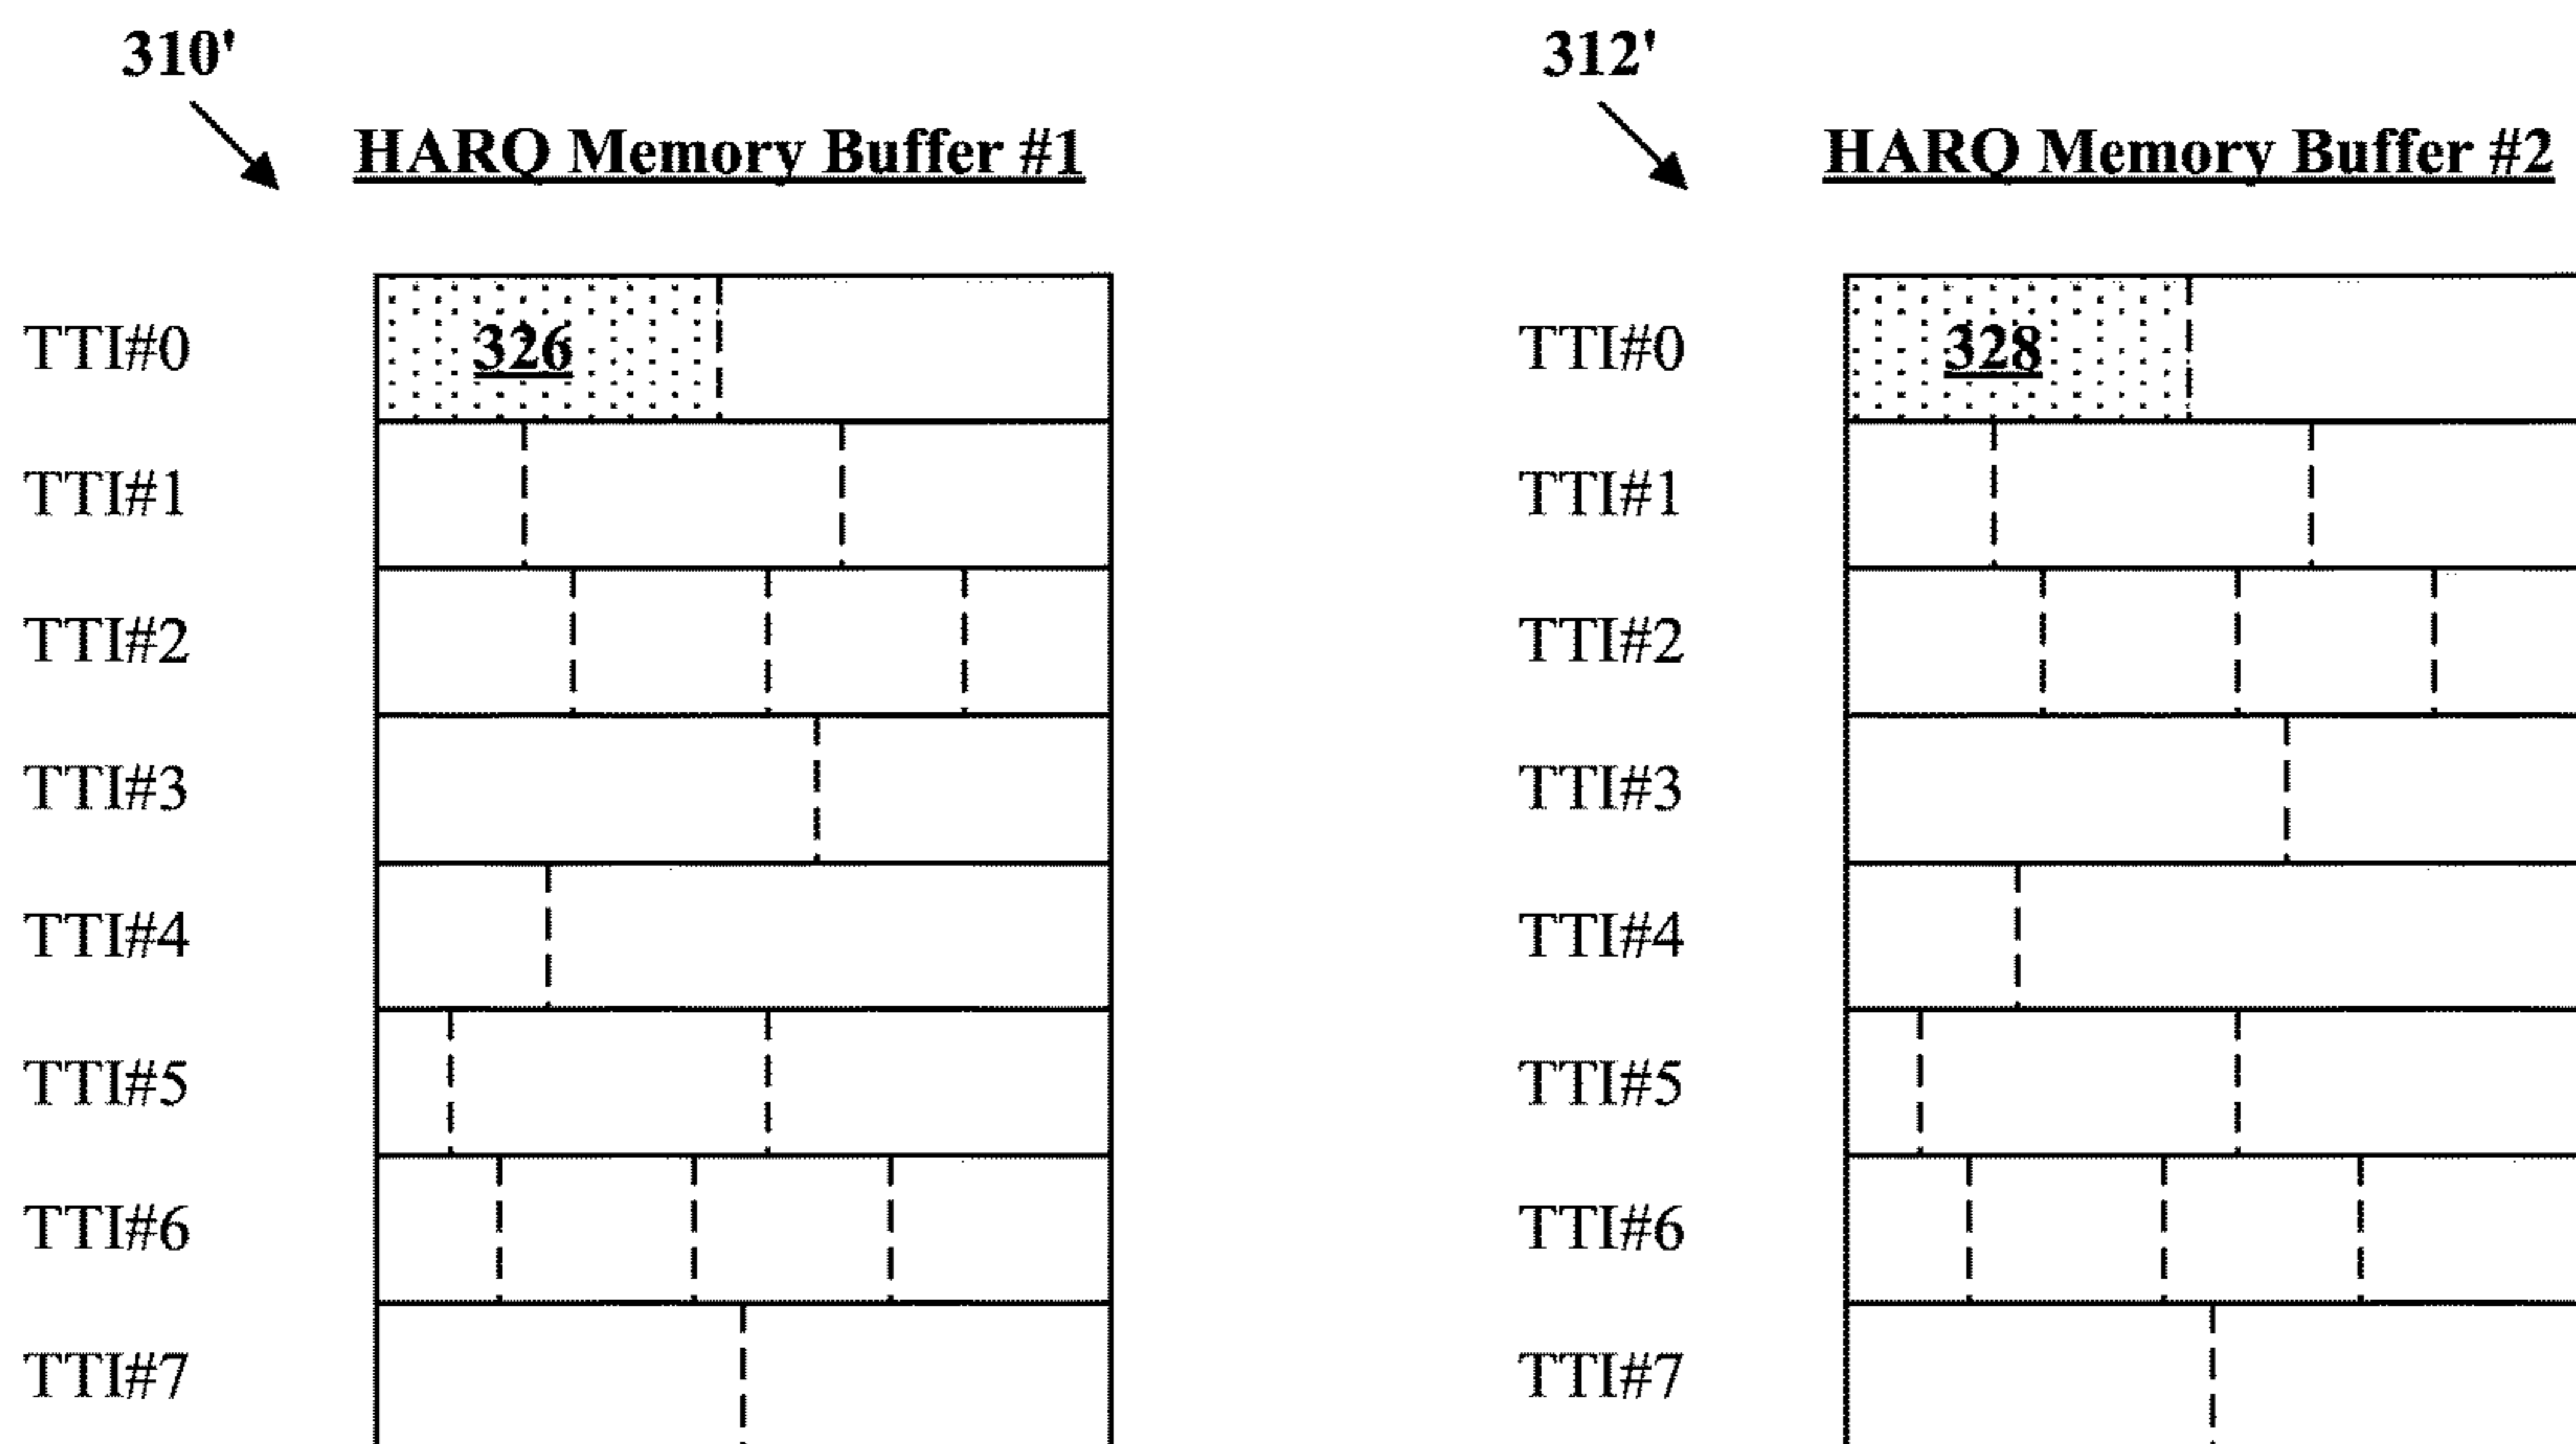 310' 312'
HARQ Memory Buffer #1 HARQ Memory Buffer #2
TTI#0 326 TTI#0 328
TTI#1 TTI#1
TTI#2 TTI#2
TTI#3 TTI#3
TTI#4 TTI#4
TTI#5 TTI#5
TTI#6 TTI#6
TTI#7 TTI#7